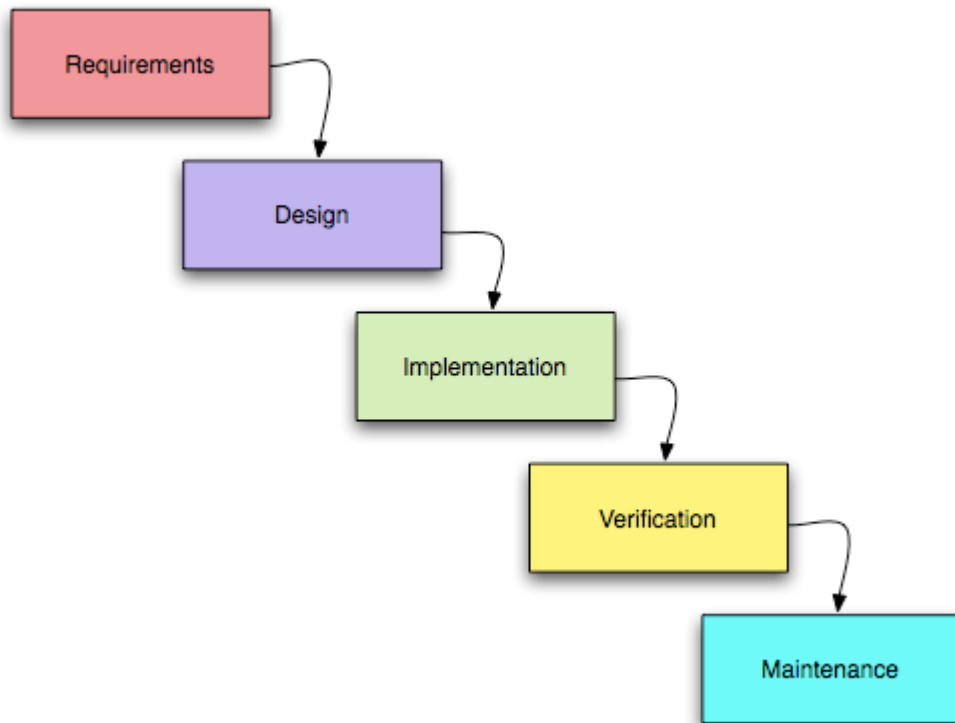 Requirements
Design
Implementation
Verification
Maintenance